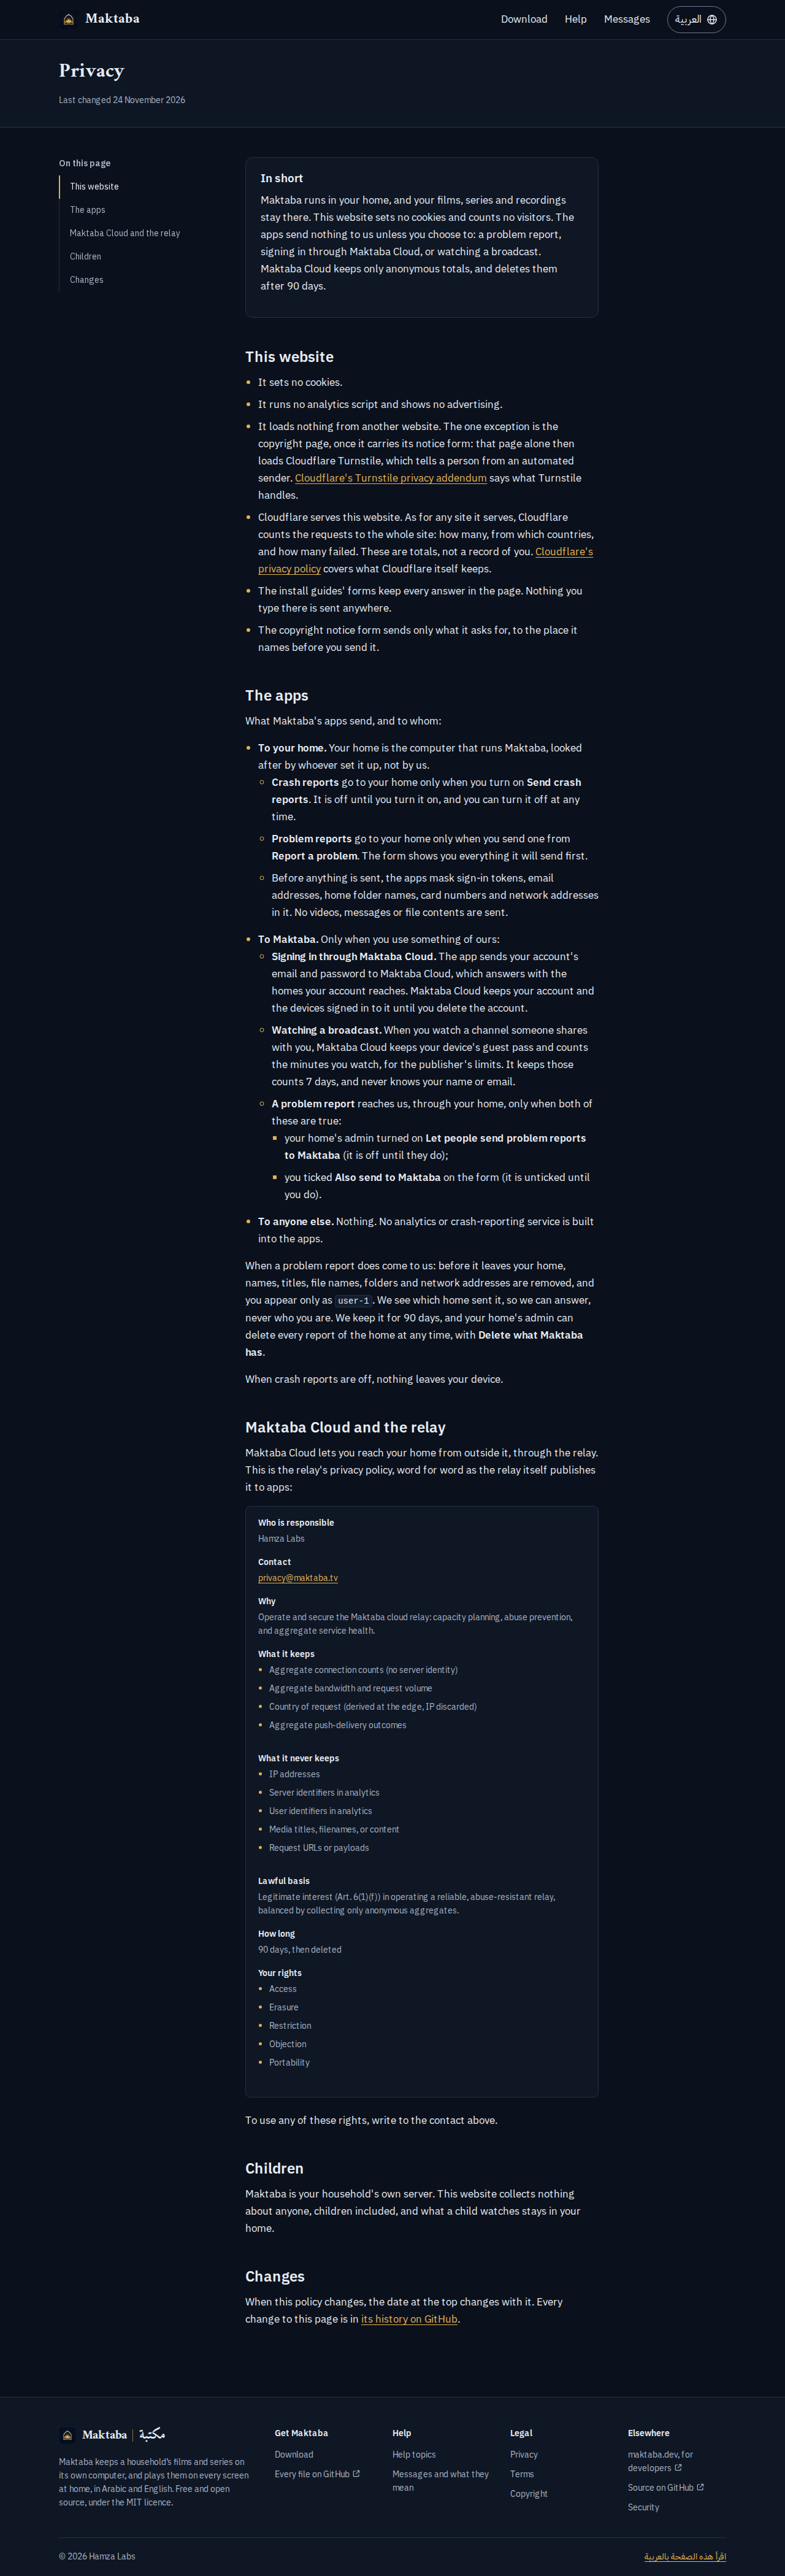 Maktaba
Download Help Messages العربية
Privacy
Last changed 24 November 2026
On this page
This website
The apps
Maktaba Cloud and the relay
Children
Changes
In short
Maktaba runs in your home, and your films, series and recordings
stay there. This website sets no cookies and counts no visitors. The
apps send nothing to us unless you choose to: a problem report,
signing in through Maktaba Cloud, or watching a broadcast.
Maktaba Cloud keeps only anonymous totals, and deletes them
after 90 days.
This website
It sets no cookies.
It runs no analytics script and shows no advertising.
It loads nothing from another website. The one exception is the
copyright page, once it carries its notice form: that page alone then
loads Cloudflare Turnstile, which tells a person from an automated
sender. Cloudflare's Turnstile privacy addendum says what Turnstile
handles.
Cloudflare serves this website. As for any site it serves, Cloudflare
counts the requests to the whole site: how many, from which countries,
and how many failed. These are totals, not a record of you. Cloudflare's
privacy policy covers what Cloudflare itself keeps.
The install guides' forms keep every answer in the page. Nothing you
type there is sent anywhere.
The copyright notice form sends only what it asks for, to the place it
names before you send it.
The apps
What Maktaba's apps send, and to whom:
To your home. Your home is the computer that runs Maktaba, looked
after by whoever set it up, not by us.
Crash reports go to your home only when you turn on Send crash
reports. It is off until you turn it on, and you can turn it off at any
time.
Problem reports go to your home only when you send one from
Report a problem. The form shows you everything it will send first.
Before anything is sent, the apps mask sign-in tokens, email
addresses, home folder names, card numbers and network addresses
in it. No videos, messages or file contents are sent.
To Maktaba. Only when you use something of ours:
Signing in through Maktaba Cloud. The app sends your account's
email and password to Maktaba Cloud, which answers with the
homes your account reaches. Maktaba Cloud keeps your account and
the devices signed in to it until you delete the account.
Watching a broadcast. When you watch a channel someone shares
with you, Maktaba Cloud keeps your device's guest pass and counts
the minutes you watch, for the publisher's limits. It keeps those
counts 7 days, and never knows your name or email.
A problem report reaches us, through your home, only when both of
these are true:
your home's admin turned on Let people send problem reports
to Maktaba (it is off until they do);
you ticked Also send to Maktaba on the form (it is unticked until
you do).
To anyone else. Nothing. No analytics or crash-reporting service is built
into the apps.
When a problem report does come to us: before it leaves your home,
names, titles, file names, folders and network addresses are removed, and
you appear only as user-1. We see which home sent it, so we can answer,
never who you are. We keep it for 90 days, and your home's admin can
delete every report of the home at any time, with Delete what Maktaba
has.
When crash reports are off, nothing leaves your device.
Maktaba Cloud and the relay
Maktaba Cloud lets you reach your home from outside it, through the relay.
This is the relay's privacy policy, word for word as the relay itself publishes
it to apps:
Who is responsible
Hamza Labs
Contact
privacy@maktaba.tv
Why
Operate and secure the Maktaba cloud relay: capacity planning, abuse prevention,
and aggregate service health.
What it keeps
Aggregate connection counts (no server identity)
Aggregate bandwidth and request volume
Country of request (derived at the edge, IP discarded)
Aggregate push-delivery outcomes
What it never keeps
IP addresses
Server identifiers in analytics
User identifiers in analytics
Media titles, filenames, or content
Request URLs or payloads
Lawful basis
Legitimate interest (Art. 6(1)(f)) in operating a reliable, abuse-resistant relay,
balanced by collecting only anonymous aggregates.
How long
90 days, then deleted
Your rights
Access
Erasure
Restriction
Objection
Portability
To use any of these rights, write to the contact above.
Children
Maktaba is your household's own server. This website collects nothing
about anyone, children included, and what a child watches stays in your
home.
Changes
When this policy changes, the date at the top changes with it. Every
change to this page is in its history on GitHub.
Maktaba | مكتبة
Maktaba keeps a household's films and series on
its own computer, and plays them on every screen
at home, in Arabic and English. Free and open
source, under the MIT licence.
Get Maktaba
Download
Every file on GitHub
Help
Help topics
Messages and what they
mean
Legal
Privacy
Terms
Copyright
Elsewhere
maktaba.dev, for
developers
Source on GitHub
Security
© 2026 Hamza Labs
اقرأ هذه الصفحة بالعربية